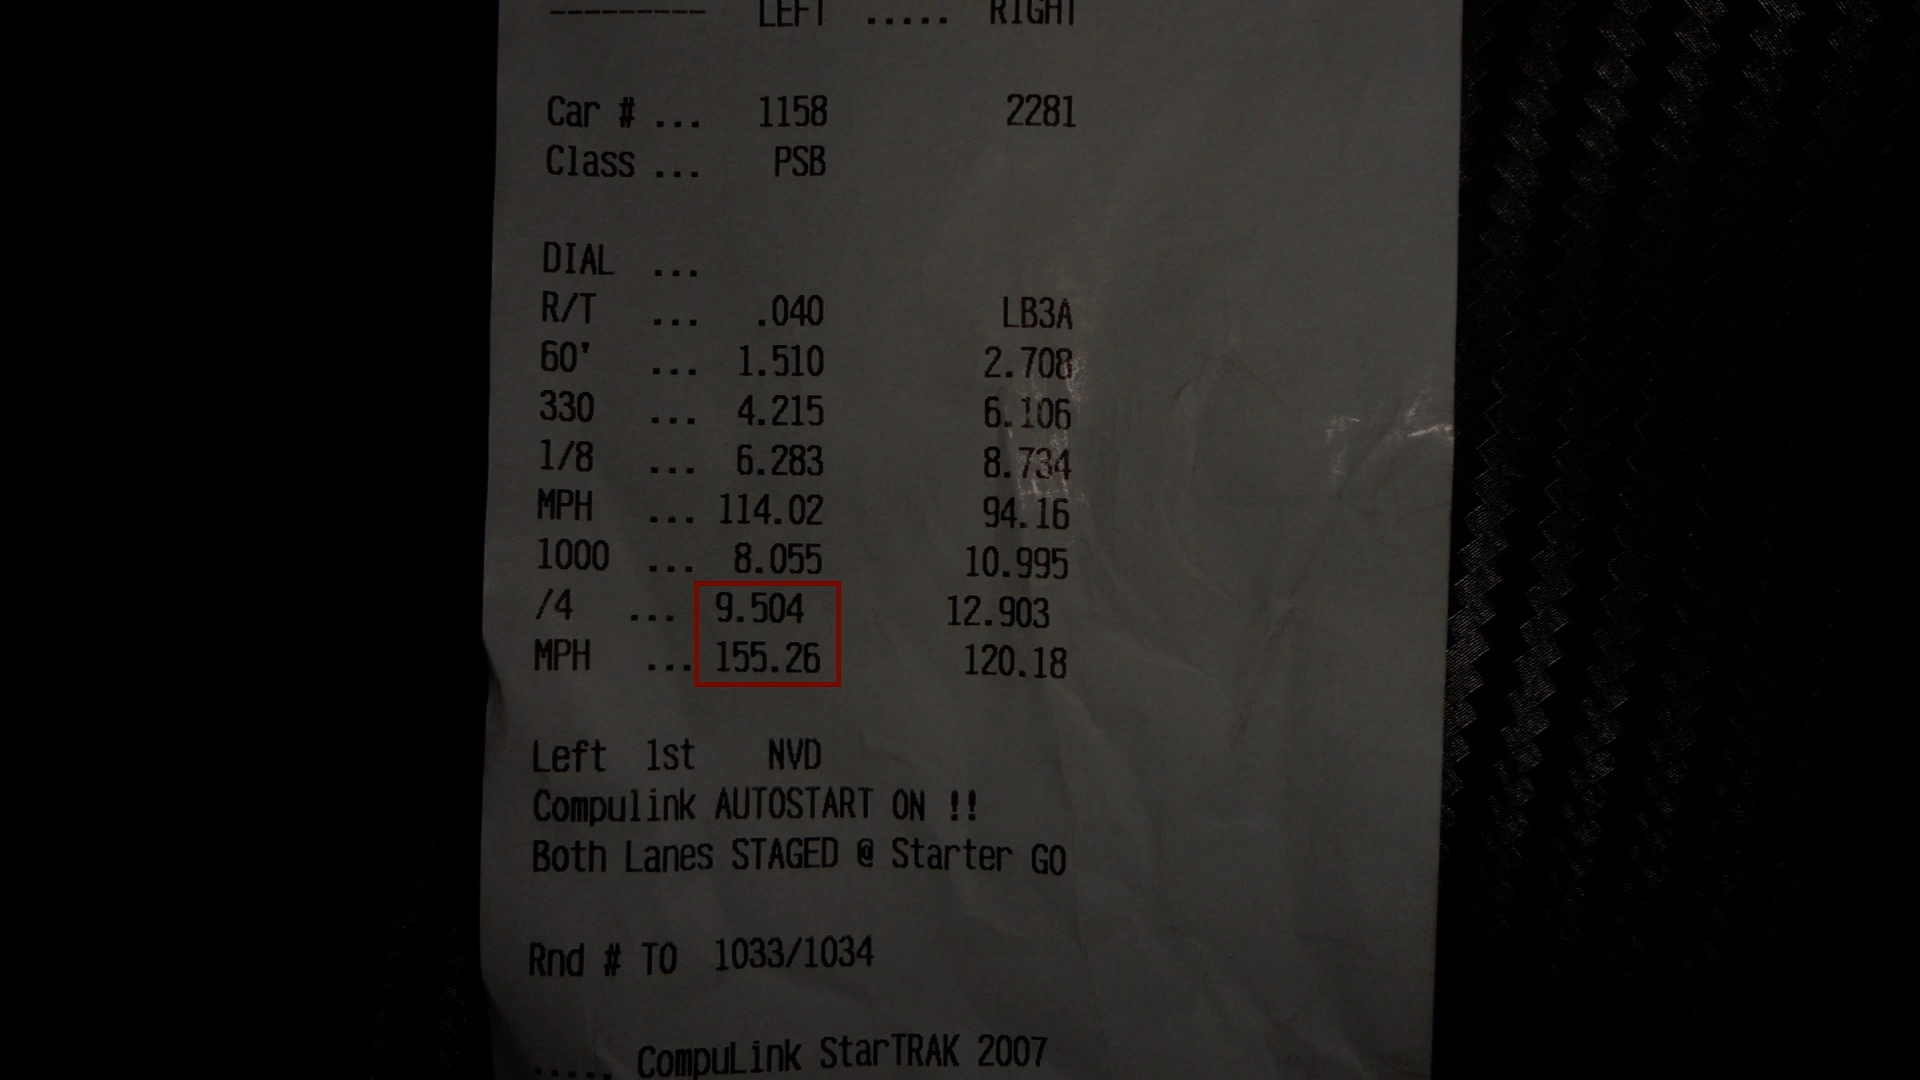 --------- LEFT ..... RIGHT
Car # ... 1158 2281
Class ... PSB
DIAL ...
R/T ... .040 LB3A
60' ... 1.510 2.708
330 ... 4.215 6.106
1/8 ... 6.283 8.734
MPH ... 114.02 94.16
1000 ... 8.055 10.995
/4 ... 9.504 12.903
MPH ... 155.26 120.18
Left 1st NVD
Compulink AUTOSTART ON !!
Both Lanes STAGED @ Starter GO
Rnd # TO 1033/1034
..... CompuLink StarTRAK 2007